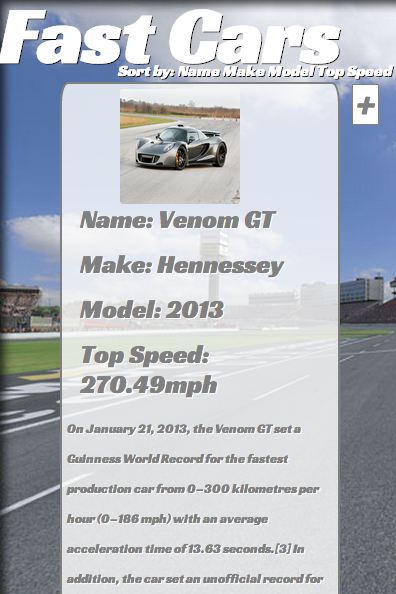 Fast Cars
Sort by: Name Make Model Top Speed
+
Name: Venom GT
Make: Hennessey
Model: 2013
Top Speed:
270.49mph
On January 21, 2013, the Venom GT set a
Guinness World Record for the fastest
production car from 0–300 kilometres per
hour (0–186 mph) with an average
acceleration time of 13.63 seconds.[3] In
addition, the car set an unofficial record for